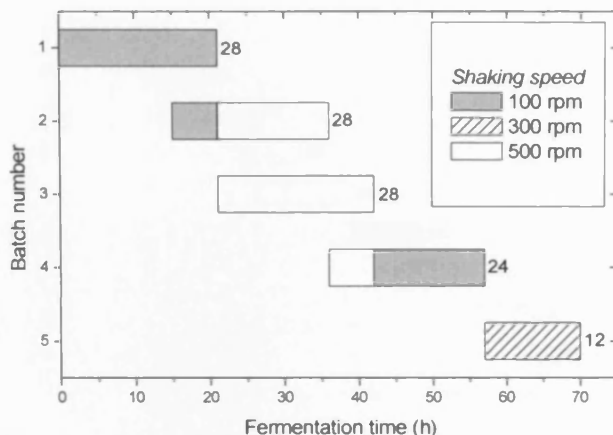 Shaking speed
100 rpm
300 rpm
500 rpm
1
28
2
28
3
28
4
24
5
12
0 10 20 30 40 50 60 70
Batch number
Fermentation time (h)